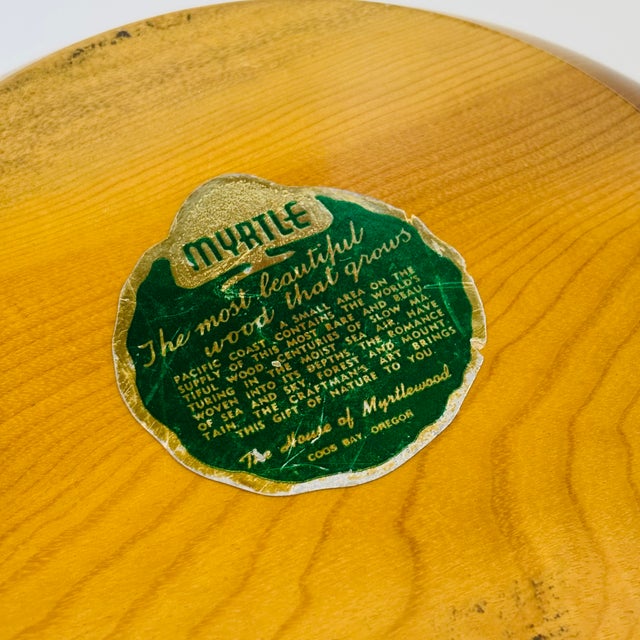 MYRTLE
The most beautiful
wood that grows
PACIFIC COAST, A SMALL AREA ON THE
SUPPLY OF THIS MOST RARE AND BEAU-
TIFUL WOOD. CENTURIES OF SLOW MA-
TURING IN THE MOIST SEA AIR, HAVE
WOVEN INTO ITS DEPTHS THE ROMANCE
OF SEA AND SKY, FOREST AND MOUN-
TAIN. THE CRAFTMAN'S ART BRINGS
THIS GIFT OF NATURE TO YOU
The House of Myrtlewood
COOS BAY, OREGON